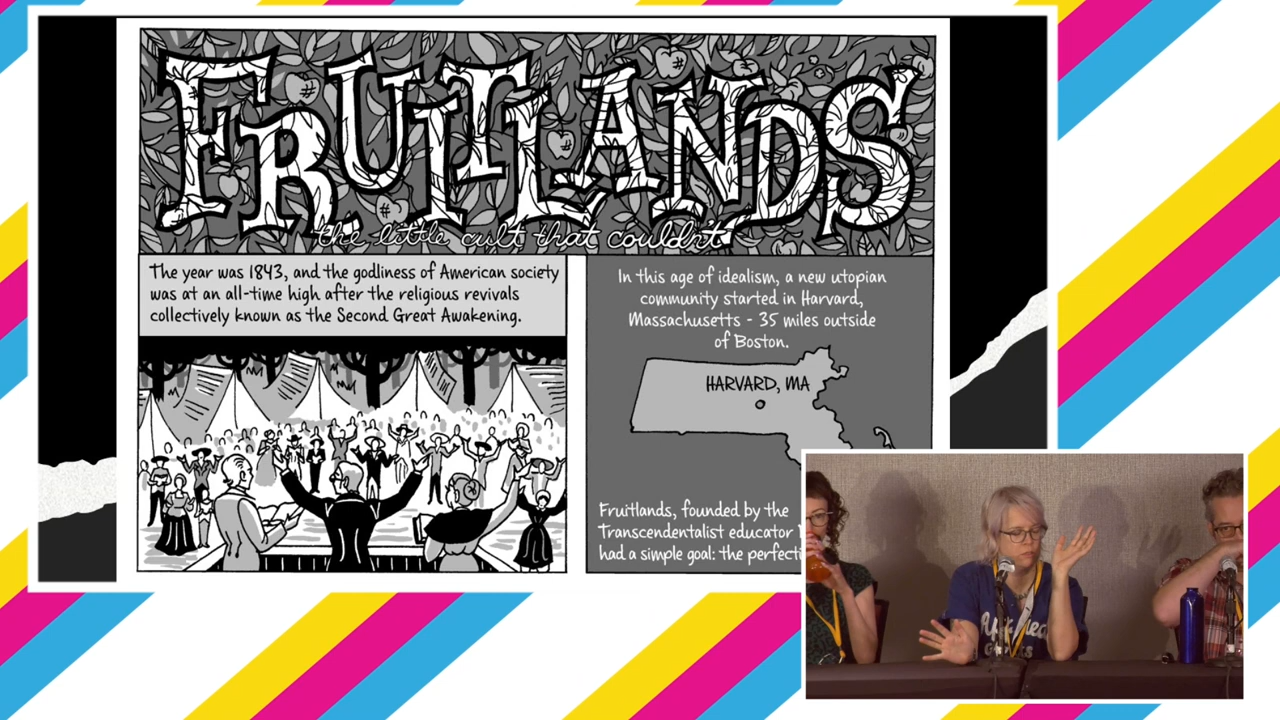 FRUITLANDS
the little cult that couldn't
The year was 1843, and the godliness of American society
was at an all-time high after the religious revivals
collectively known as the Second Great Awakening.
In this age of idealism, a new utopian
community started in Harvard,
Massachusetts - 35 miles outside
of Boston.
HARVARD, MA
Fruitlands, founded by the
Transcendentalist educator
had a simple goal: the